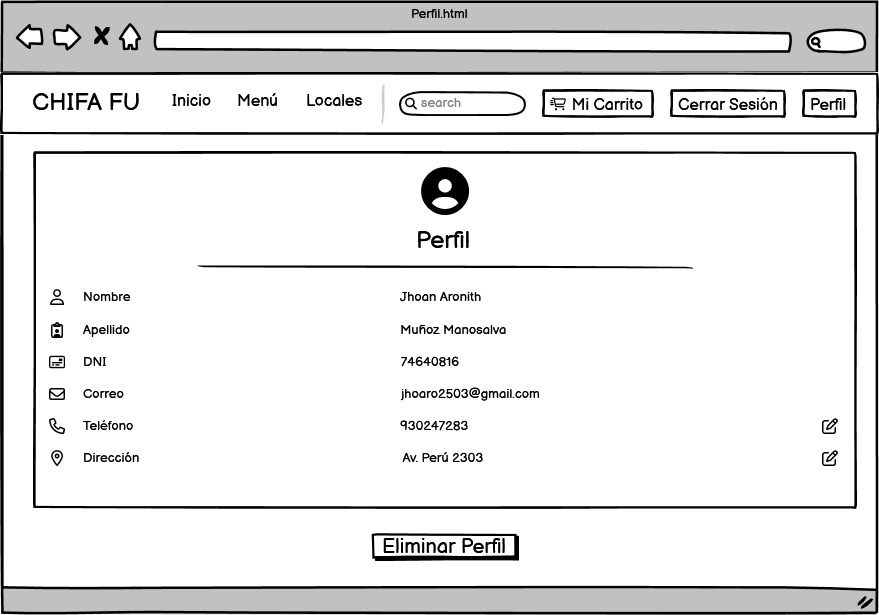 Perfil.html
CHIFA FU Inicio Menú Locales search Mi Carrito Cerrar Sesión Perfil
Perfil
Nombre Jhoan Aronith
Apellido Muñoz Manosalva
DNI 74640816
Correo jhoaro2503@gmail.com
Teléfono 930247283
Dirección Av. Perú 2303
Eliminar Perfil